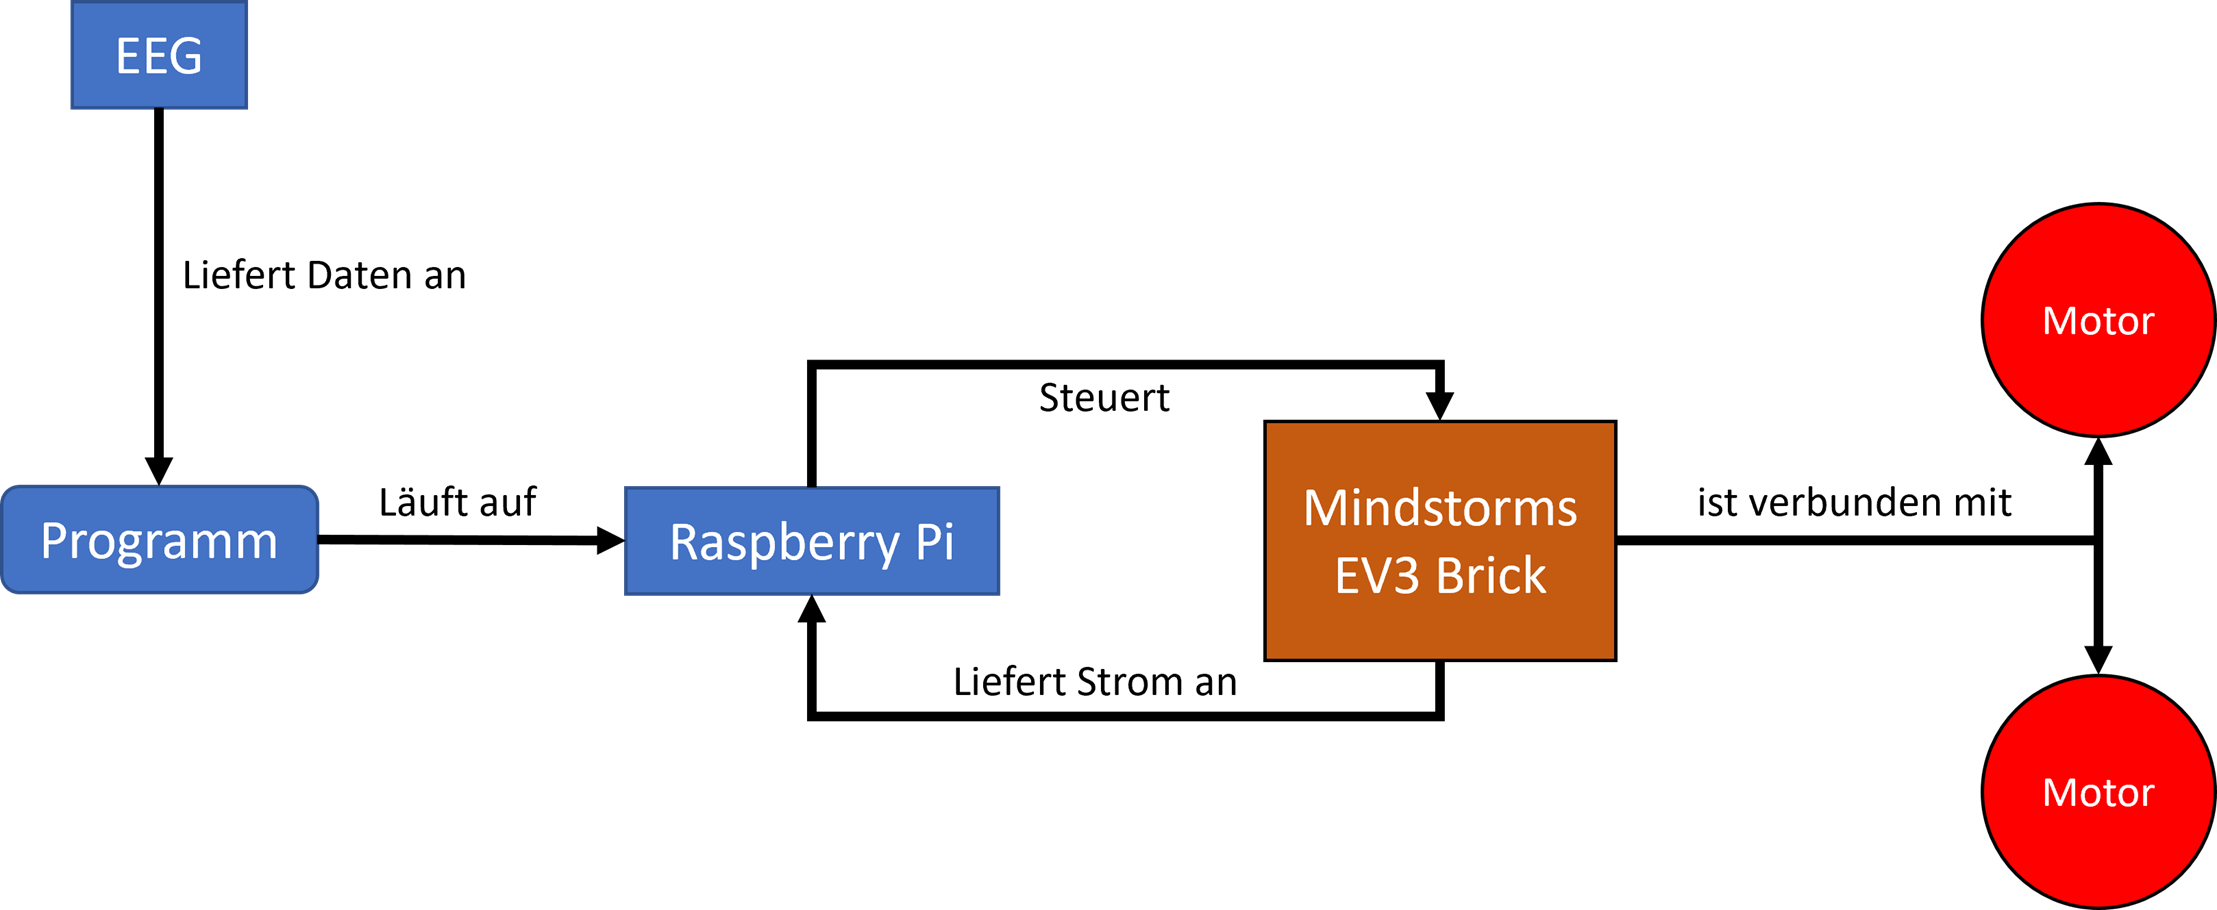 EEG
Liefert Daten an
Programm
Läuft auf
Raspberry Pi
Steuert
Liefert Strom an
Mindstorms
EV3 Brick
ist verbunden mit
Motor
Motor